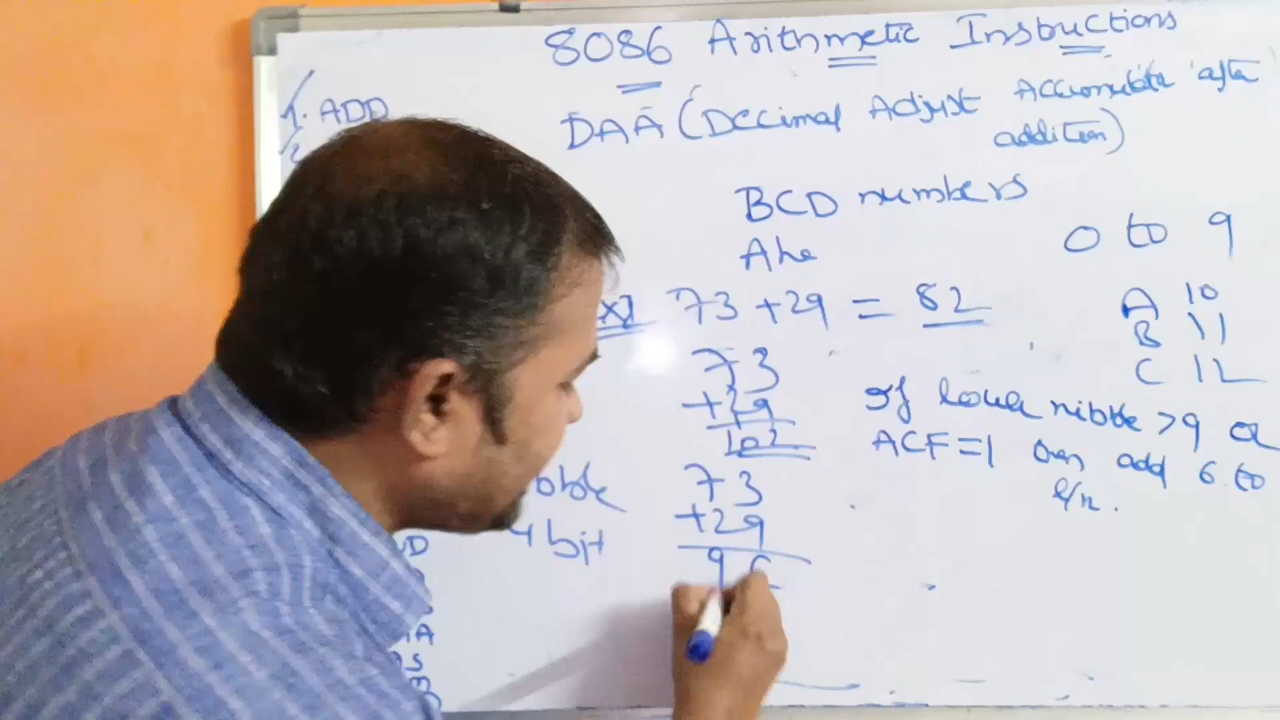 8086 Arithmetic Instructions
1. ADD
DAA (Decimal Adjust Accumulator after
addition)
BCD numbers
0 to 9
73 + 29 = 82
A 10
B 11
C 12
73
+29
102
If lower nibble >9 or
ACF=1 then add 6 to
L/n.
73
+29
9
4 bit